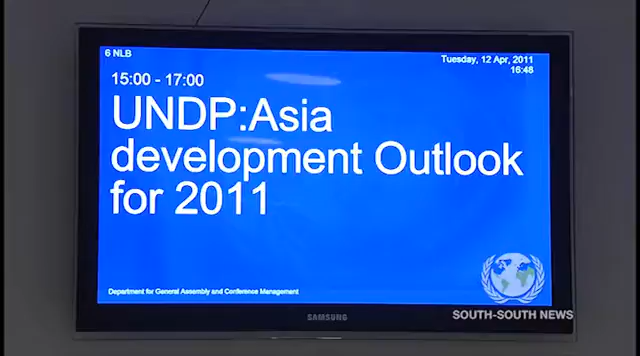 6 NLB
Tuesday, 12 Apr, 2011
16:48
15:00 - 17:00
UNDP:Asia
development Outlook
for 2011
Department for General Assembly and Conference Management
SAMSUNG
SOUTH-SOUTH NEWS